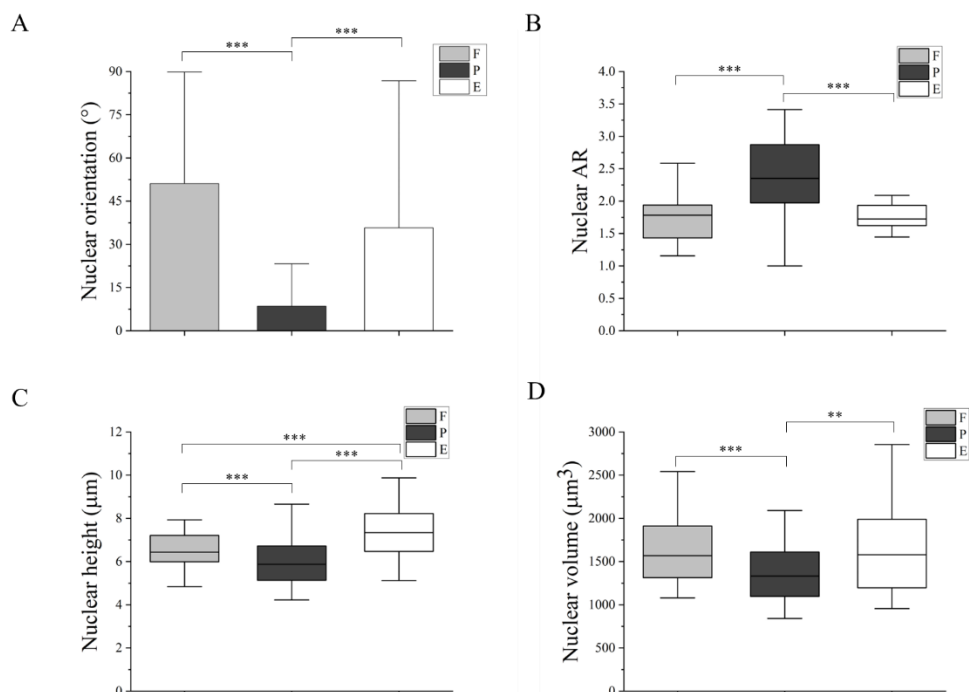 A
*** ***
F
P
E
Nuclear orientation (°)
90
75
60
45
30
15
0
B
*** ***
F
P
E
Nuclear AR
4.0
3.5
3.0
2.5
2.0
1.5
1.0
0.5
0.0
C
***
*** ***
F
P
E
Nuclear height (μm)
12
10
8
6
4
2
0
D
*** **
F
P
E
Nuclear volume (μm³)
3000
2500
2000
1500
1000
500
0